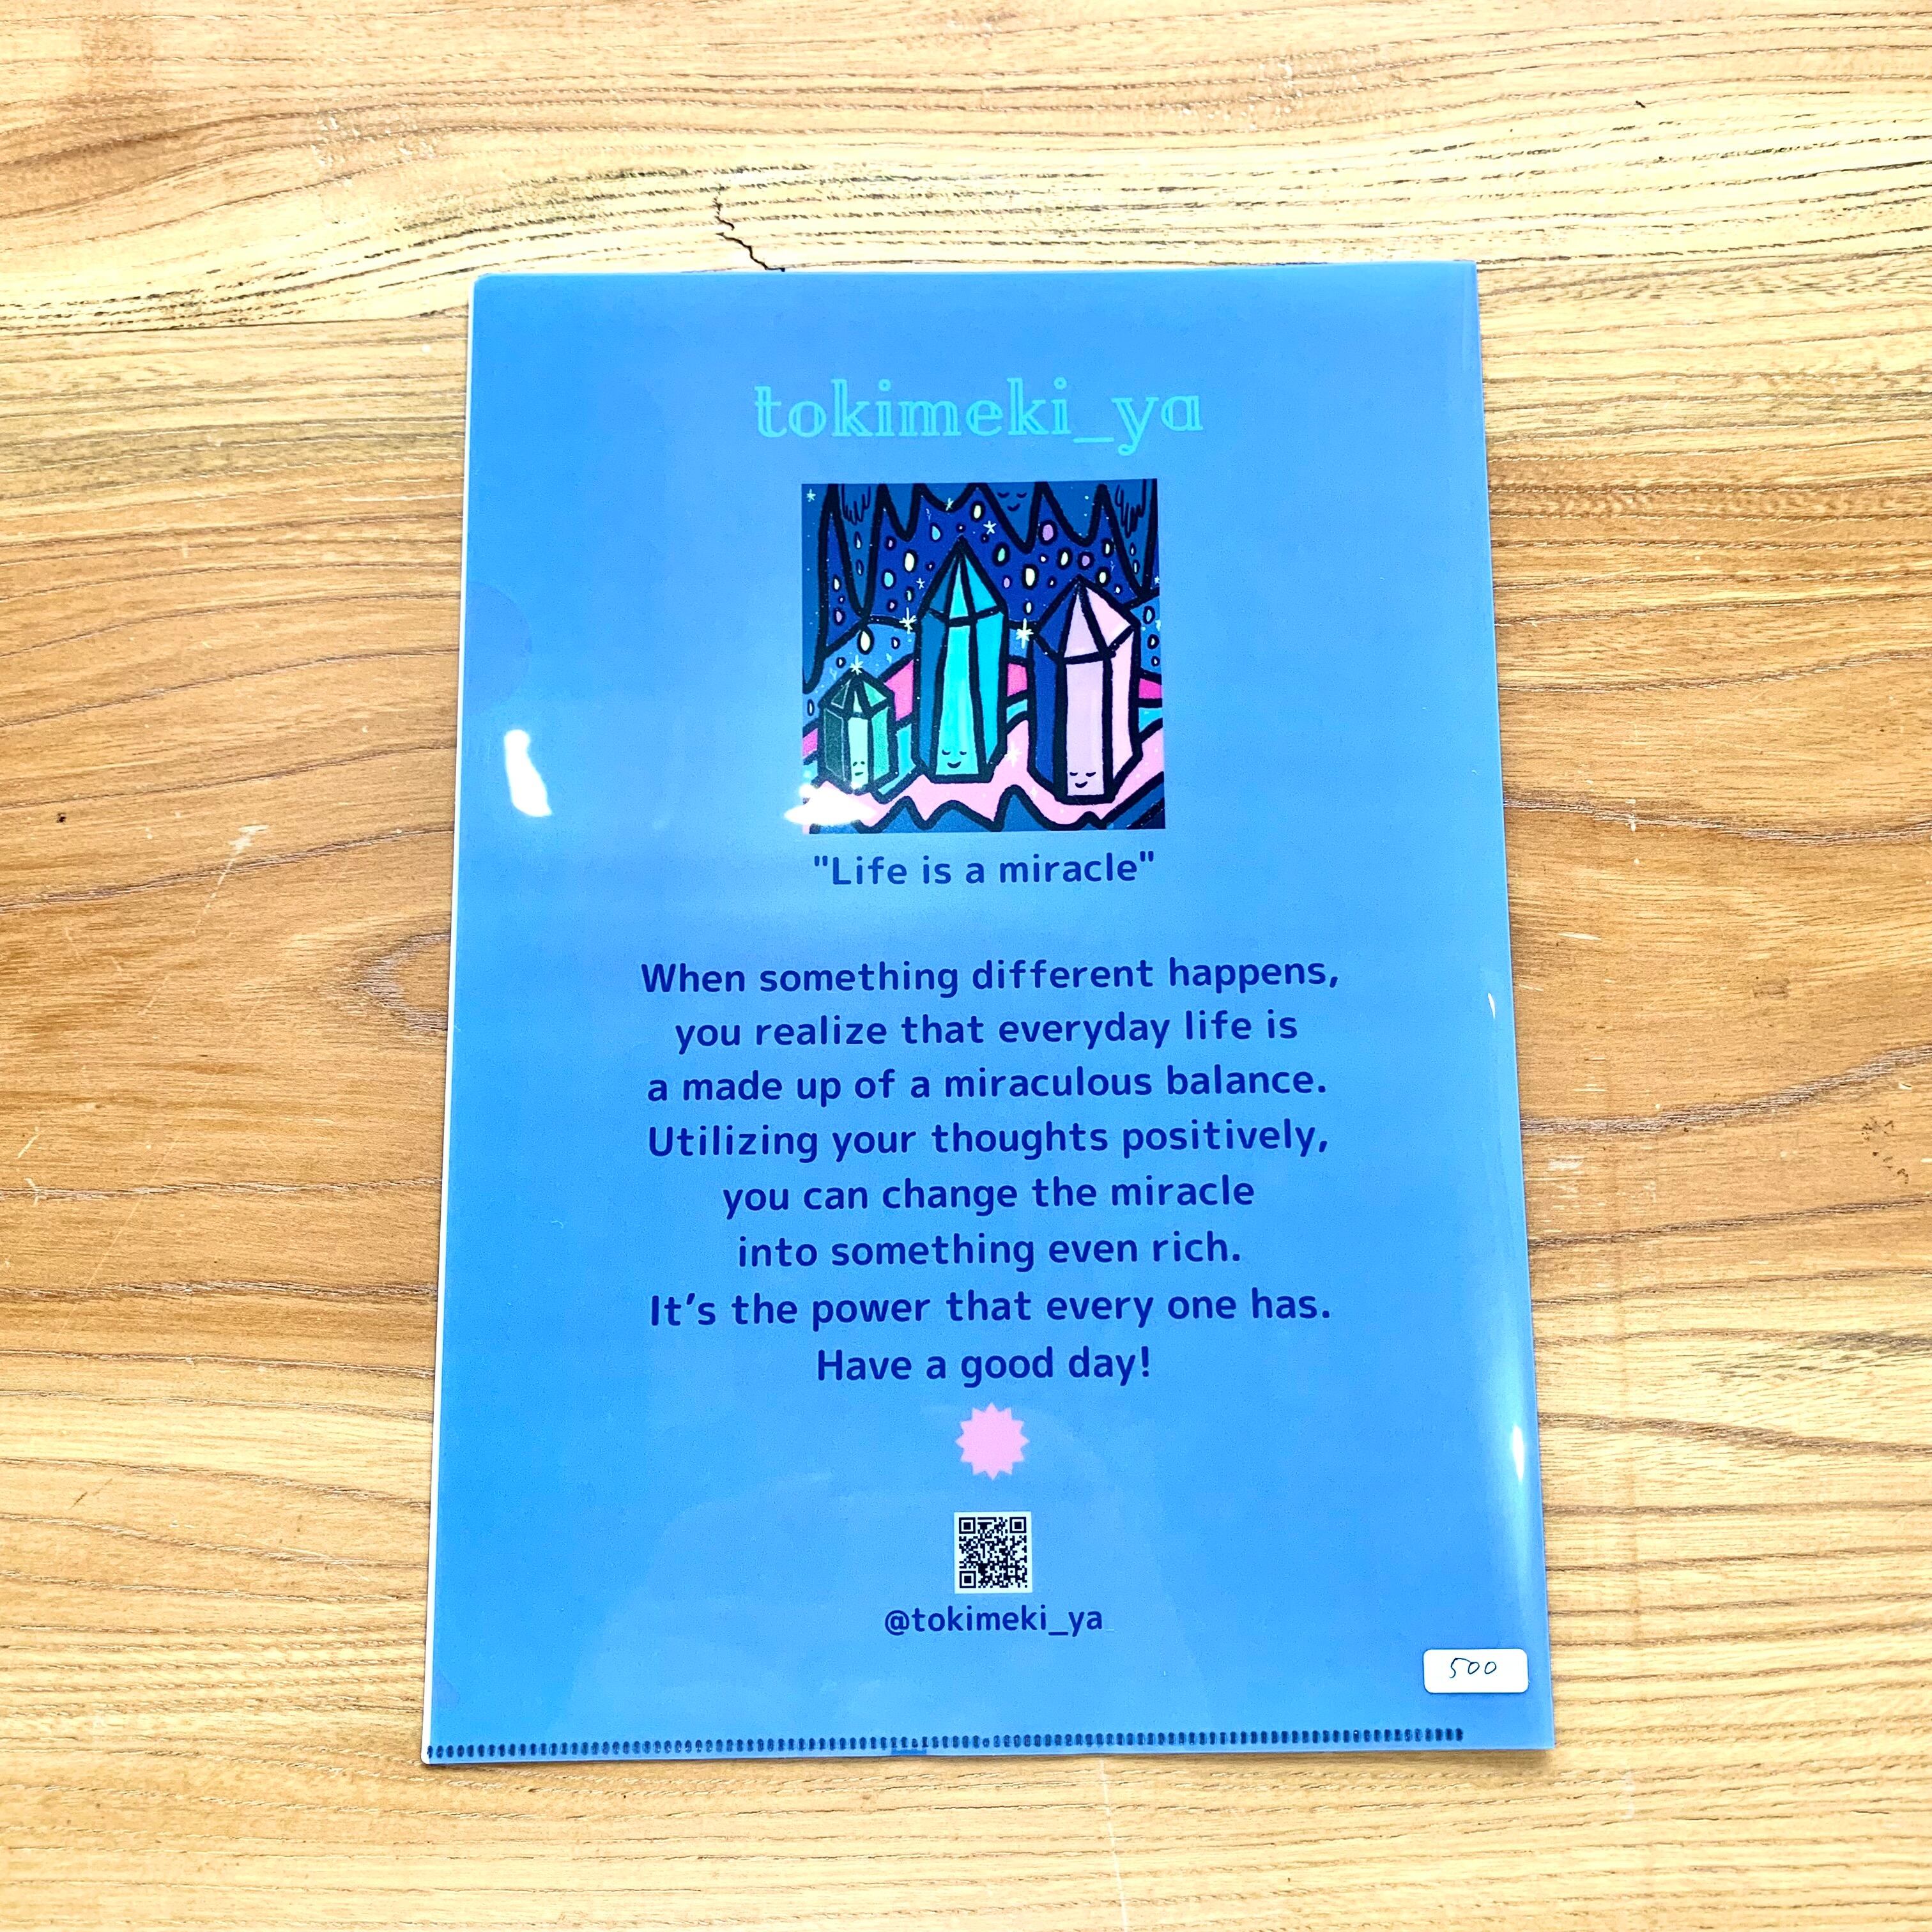 tokimeki_ya
"Life is a miracle"
When something different happens,
you realize that everyday life is
a made up of a miraculous balance.
Utilizing your thoughts positively,
you can change the miracle
into something even rich.
It’s the power that every one has.
Have a good day!
@tokimeki_ya
500